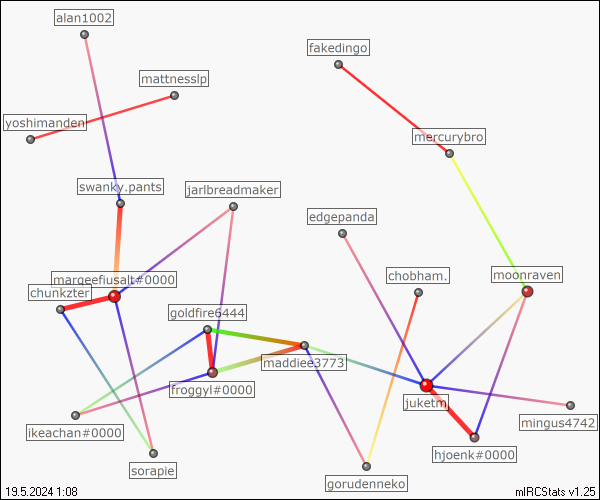 alan1002
fakedingo
mattnesslp
yoshimanden
mercurybro
swanky.pants
jarlbreadmaker
edgepanda
chobham.
moonraven
margefiusalt#0000
chunkzter
goldfire6444
maddiee3773
froggyl#0000
juketm
mingus4742
ikeachan#0000
hjoenk#0000
sorapie
gorudenneko
19.5.2024 1:08
mIRCStats v1.25